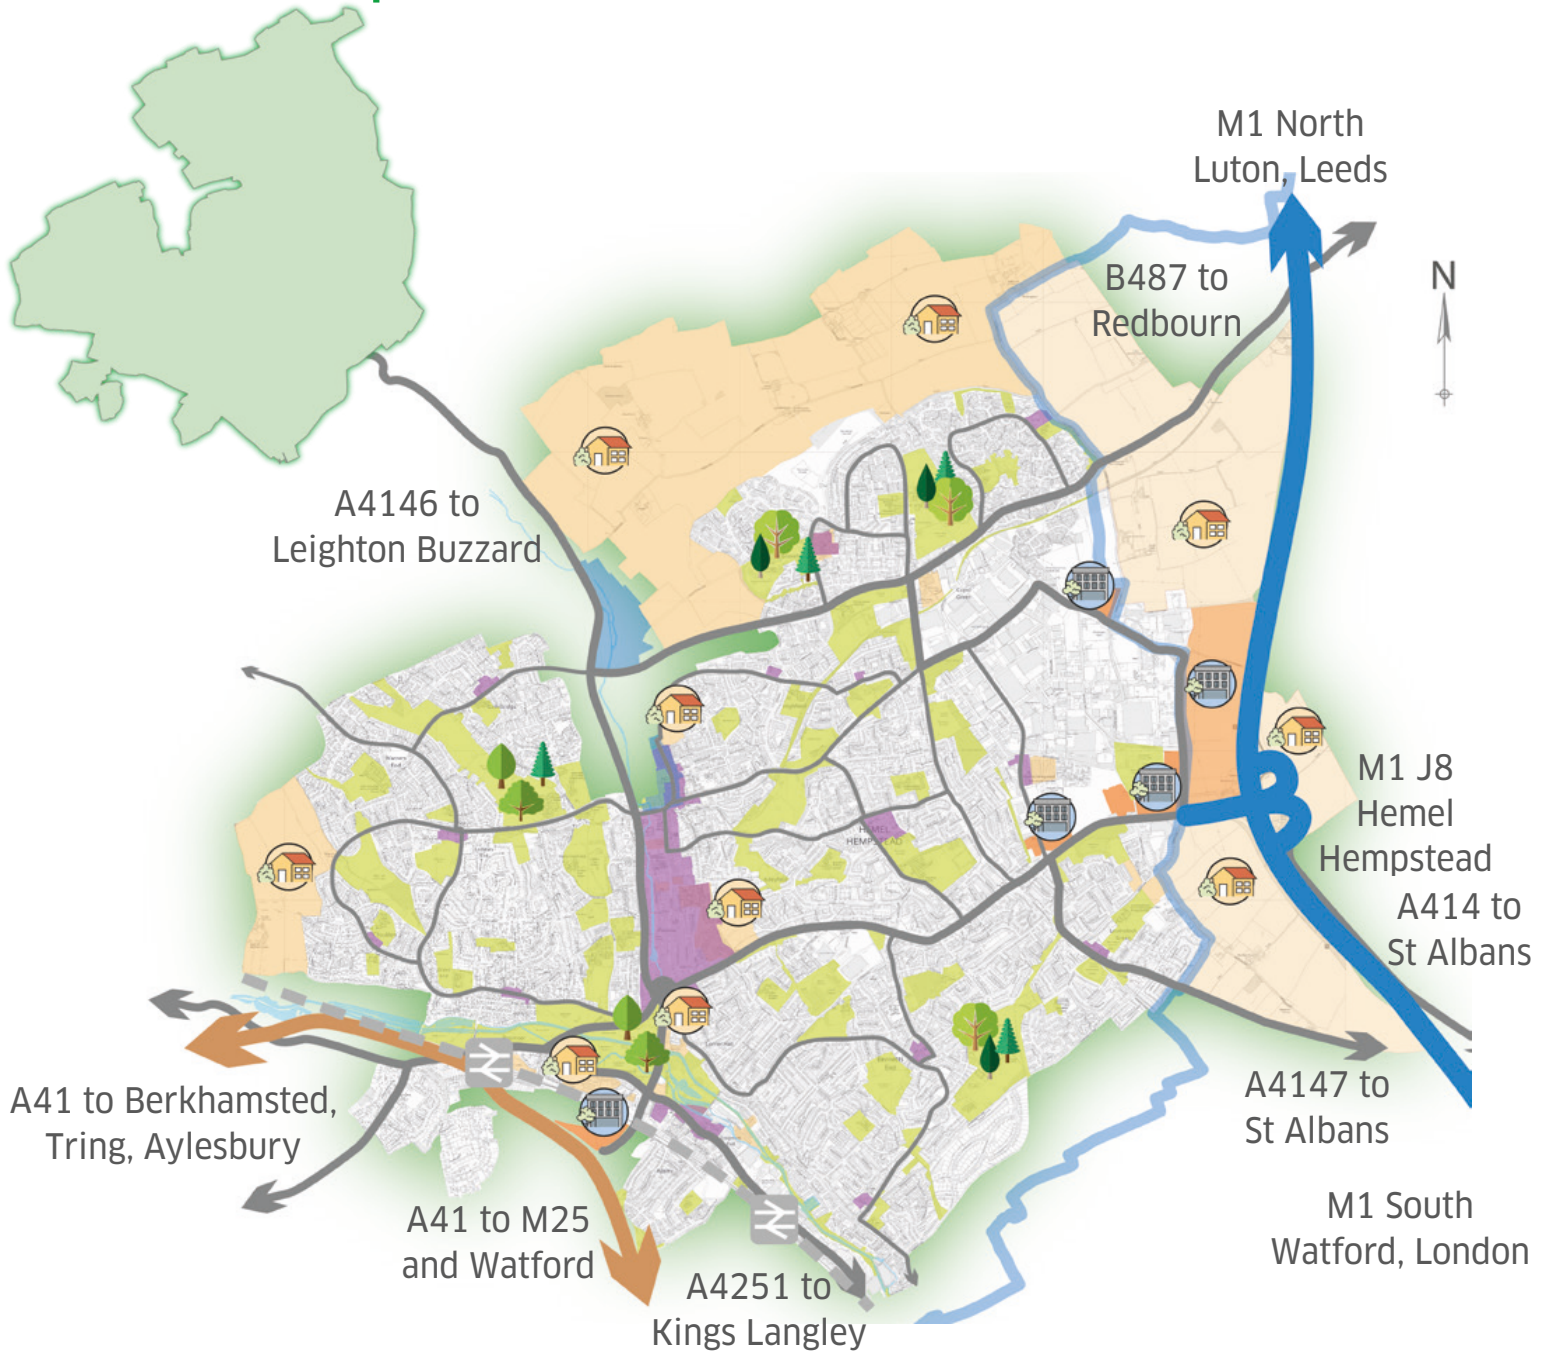 M1 North
Luton, Leeds
B487 to
Redbourn
N
A4146 to
Leighton Buzzard
M1 J8
Hemel
Hempstead
HEMEL
HEMPSTEAD
A414 to
St Albans
A4147 to
St Albans
A41 to Berkhamsted,
Tring, Aylesbury
A41 to M25
and Watford
M1 South
Watford, London
A4251 to
Kings Langley